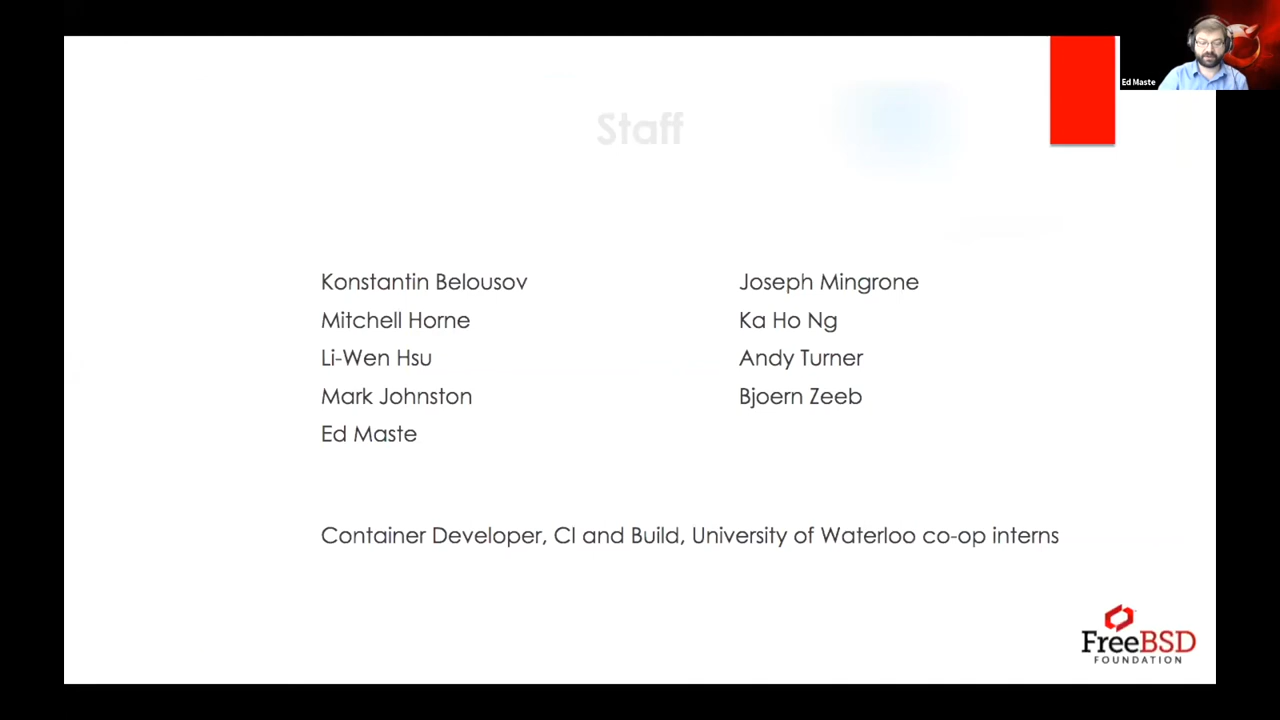 Ed Maste
Staff
Konstantin Belousov
Mitchell Horne
Li-Wen Hsu
Mark Johnston
Ed Maste
Joseph Mingrone
Ka Ho Ng
Andy Turner
Bjoern Zeeb
Container Developer, CI and Build, University of Waterloo co-op interns
FreeBSD
FOUNDATION